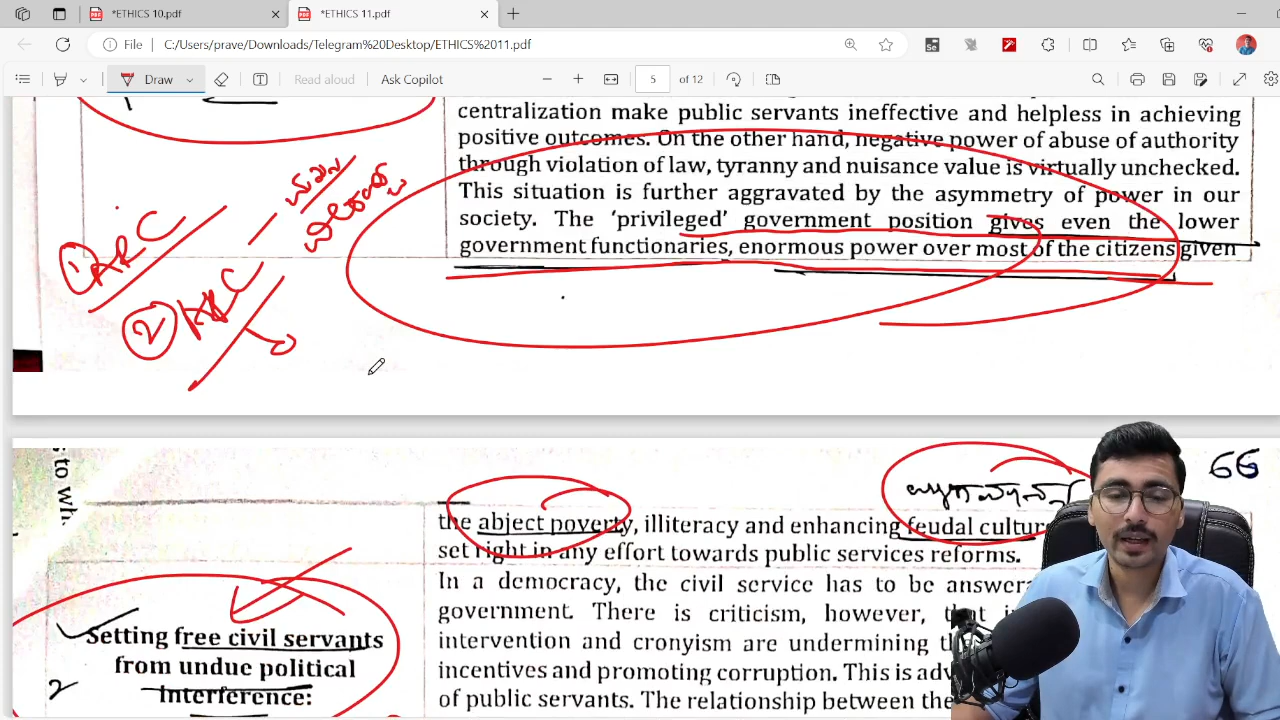 *ETHICS 10.pdf
*ETHICS 11.pdf
File C:/Users/prave/Downloads/Telegram%20Desktop/ETHICS%2011.pdf
Draw Read aloud Ask Copilot 5 of 12
centralization make public servants ineffective and helpless in achieving
positive outcomes. On the other hand, negative power of abuse of authority
through violation of law, tyranny and nuisance value is virtually unchecked.
This situation is further aggravated by the asymmetry of power in our
society. The ‘privileged’ government position gives even the lower
government functionaries, enormous power over most of the citizens given
① ARC
② ARC
66
the abject poverty, illiteracy and enhancing feudal culture
set right in any effort towards public services reforms.
In a democracy, the civil service has to be
government. There is criticism, however, that
intervention and cronyism are undermining
incentives and promoting corruption. This is
of public servants. The relationship between the
Setting free civil servants
from undue political
interference:
2